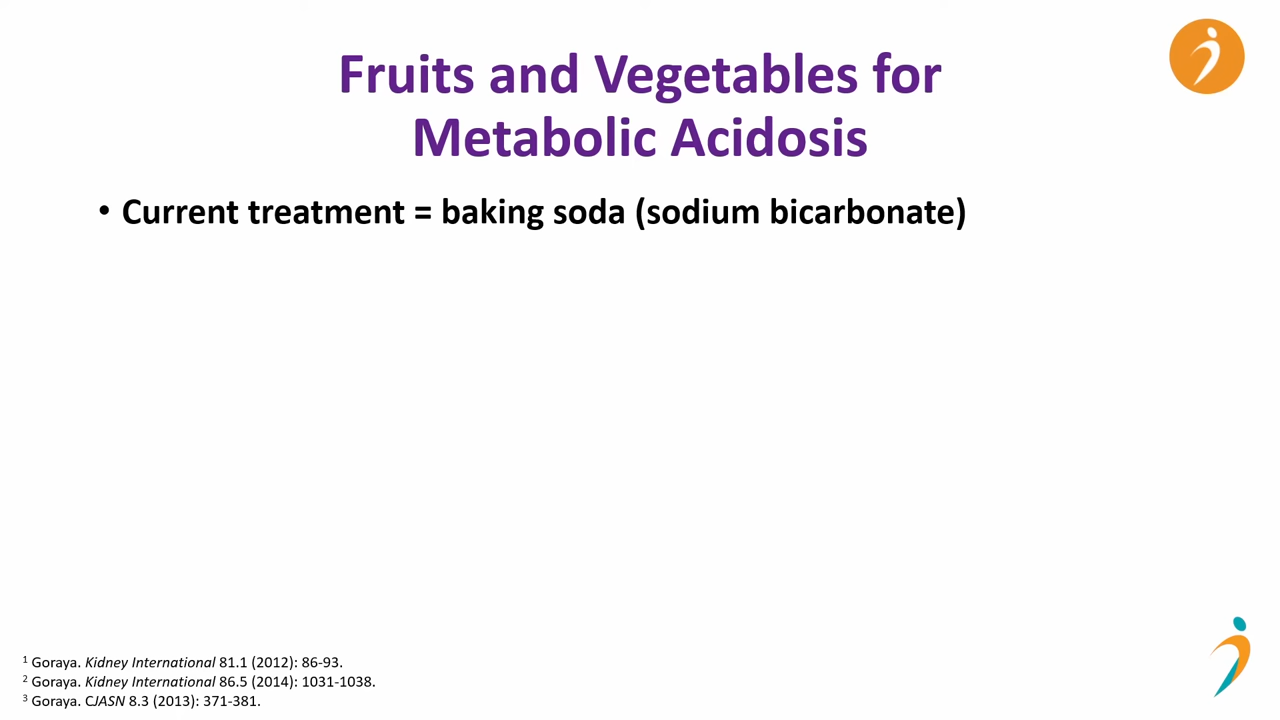 Fruits and Vegetables for
Metabolic Acidosis
• Current treatment = baking soda (sodium bicarbonate)
1 Goraya. Kidney International 81.1 (2012): 86-93.
2 Goraya. Kidney International 86.5 (2014): 1031-1038.
3 Goraya. CJASN 8.3 (2013): 371-381.